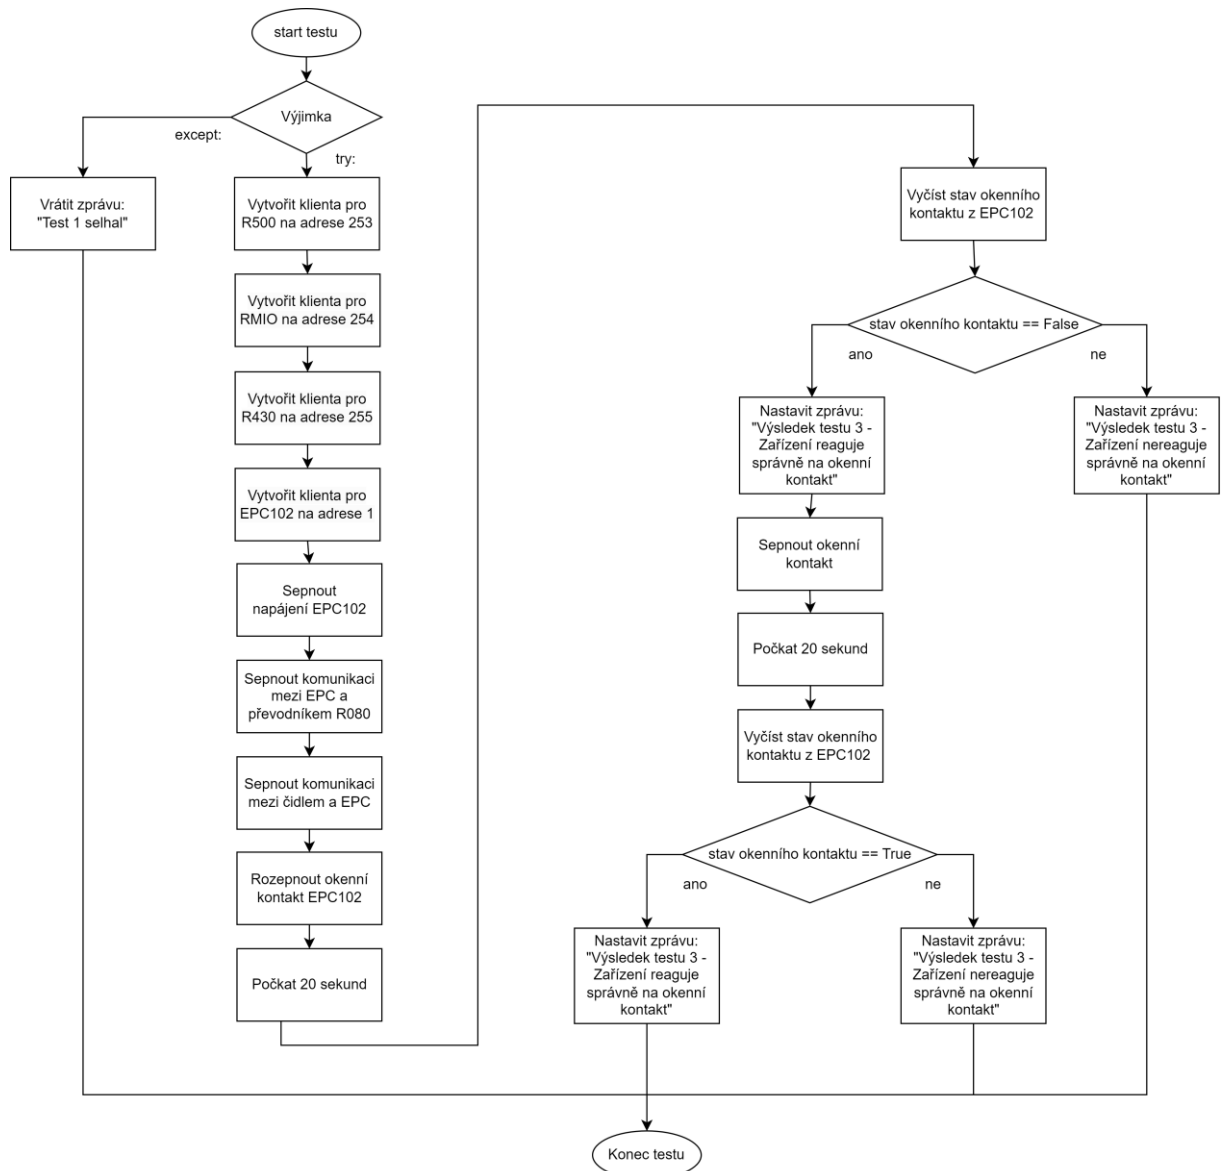 start testu
Výjimka
except:
try:
Vrátit zprávu:
"Test 1 selhal"
Vytvořit klienta pro
R500 na adrese 253
Vytvořit klienta pro
RMIO na adrese 254
Vytvořit klienta pro
R430 na adrese 255
Vytvořit klienta pro
EPC102 na adrese 1
Sepnout
napájení EPC102
Sepnout komunikaci
mezi EPC a
převodníkem R080
Sepnout komunikaci
mezi čidlem a EPC
Rozepnout okenní
kontakt EPC102
Počkat 20 sekund
Vyčíst stav okenního
kontaktu z EPC102
stav okenního kontaktu == False
ano
ne
Nastavit zprávu:
"Výsledek testu 3 -
Zařízení reaguje
správně na okenní
kontakt"
Nastavit zprávu:
"Výsledek testu 3 -
Zařízení nereaguje
správně na okenní
kontakt"
Sepnout okenní
kontakt
Počkat 20 sekund
Vyčíst stav okenního
kontaktu z EPC102
stav okenního kontaktu == True
ano
ne
Nastavit zprávu:
"Výsledek testu 3 -
Zařízení reaguje
správně na okenní
kontakt"
Nastavit zprávu:
"Výsledek testu 3 -
Zařízení nereaguje
správně na okenní
kontakt"
Konec testu